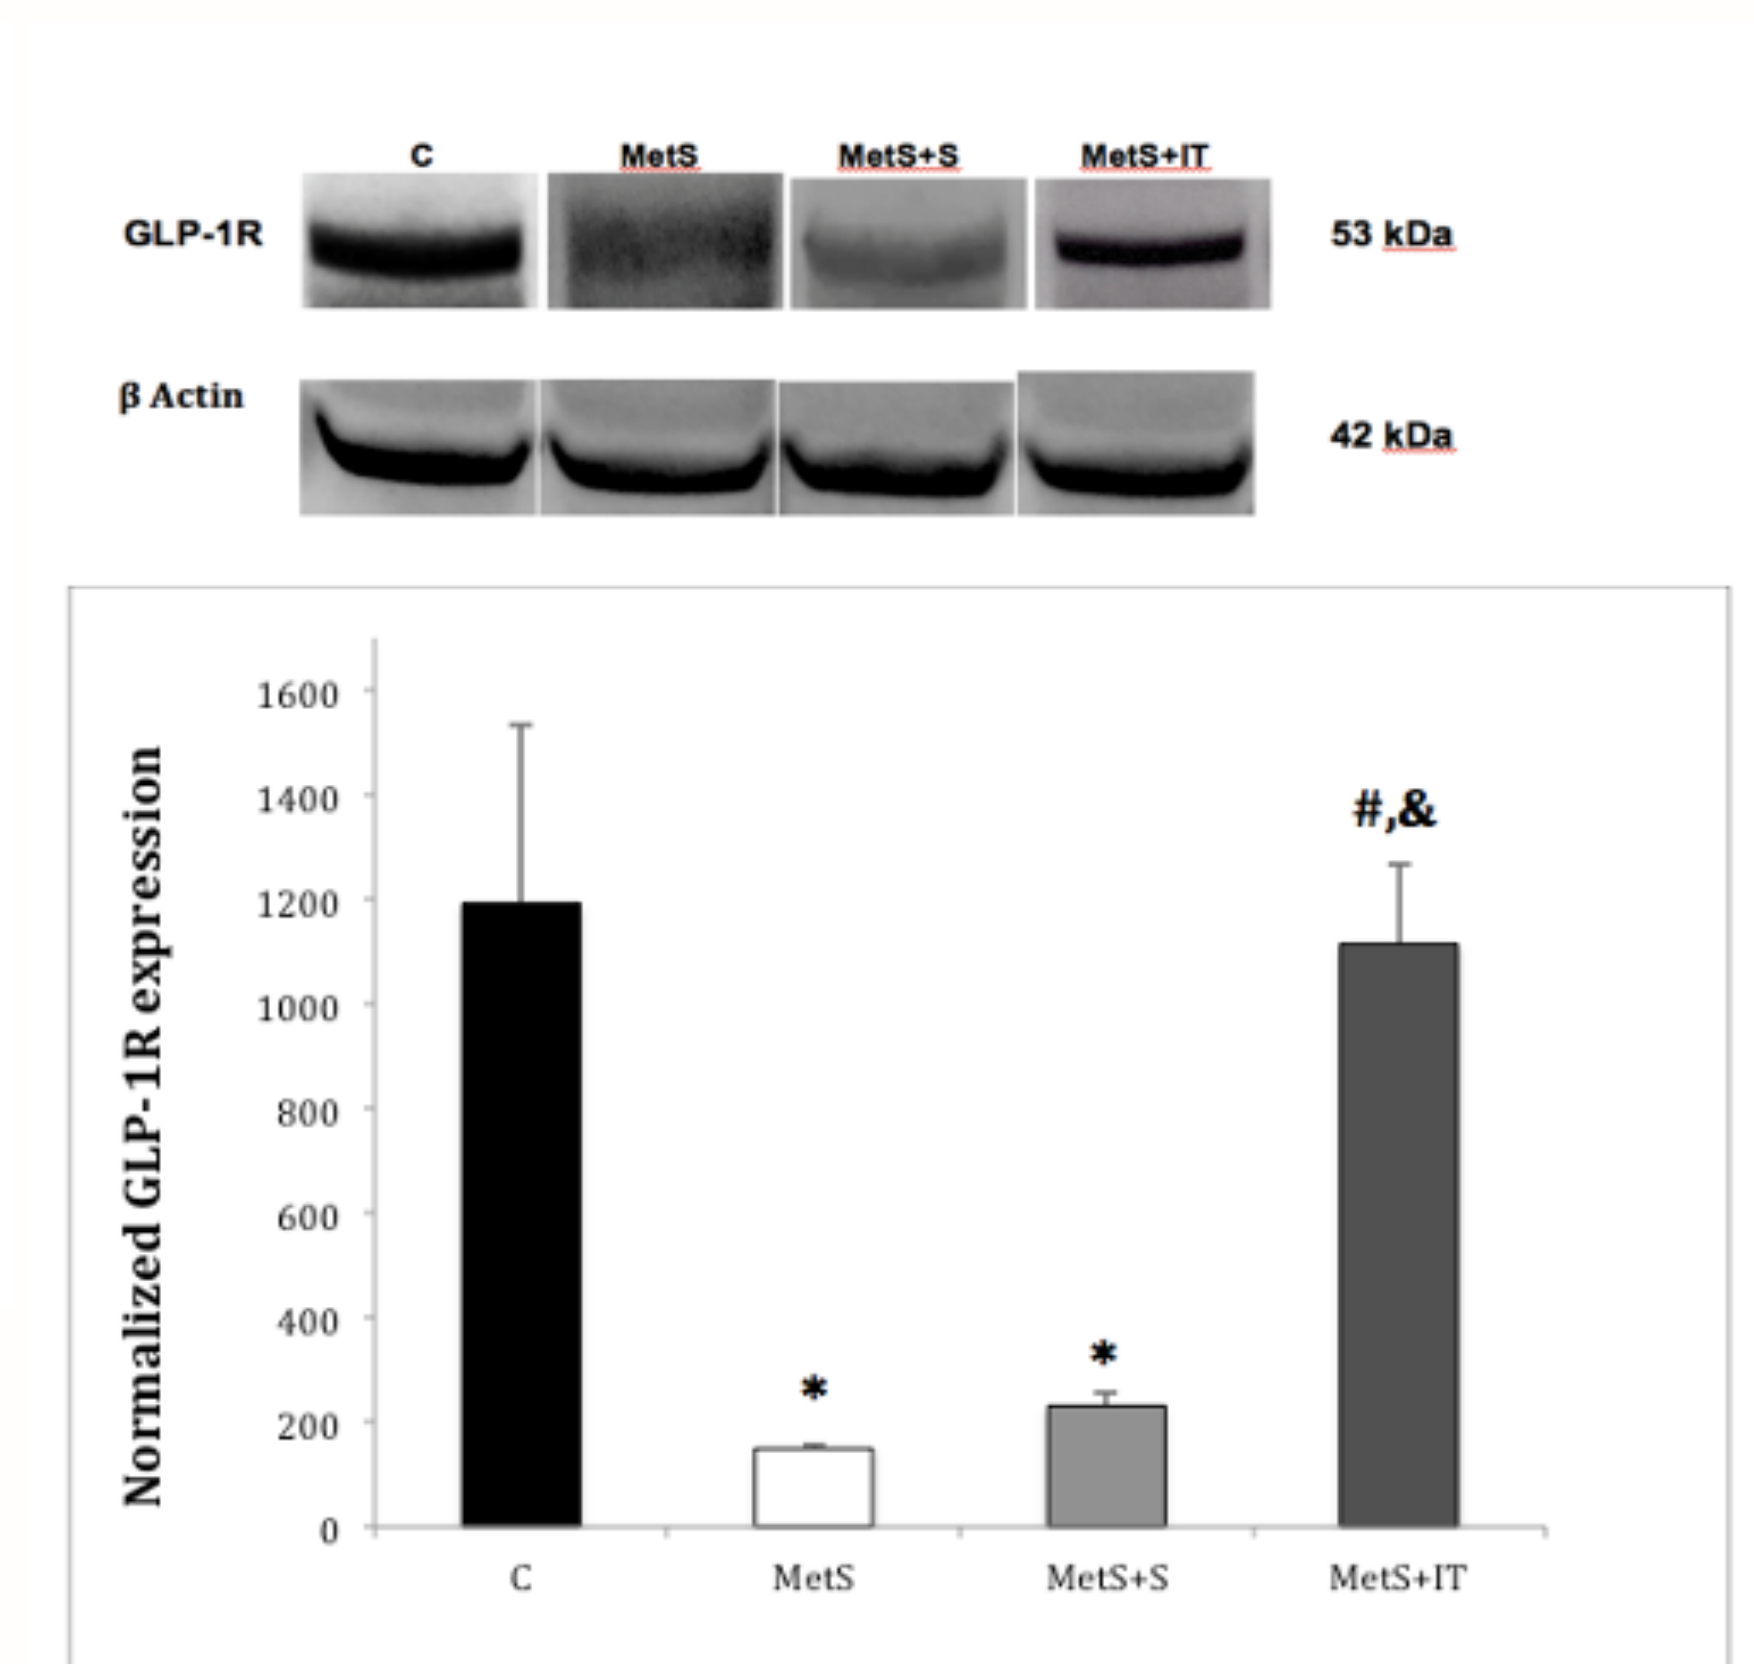 C MetS MetS+S MetS+IT
GLP-1R 53 kDa
β Actin
42 kDa
Normalized GLP-1R expression
1600
1400
1200
1000
800
600
400
200
0
#,&
*
*
C MetS MetS+S MetS+IT